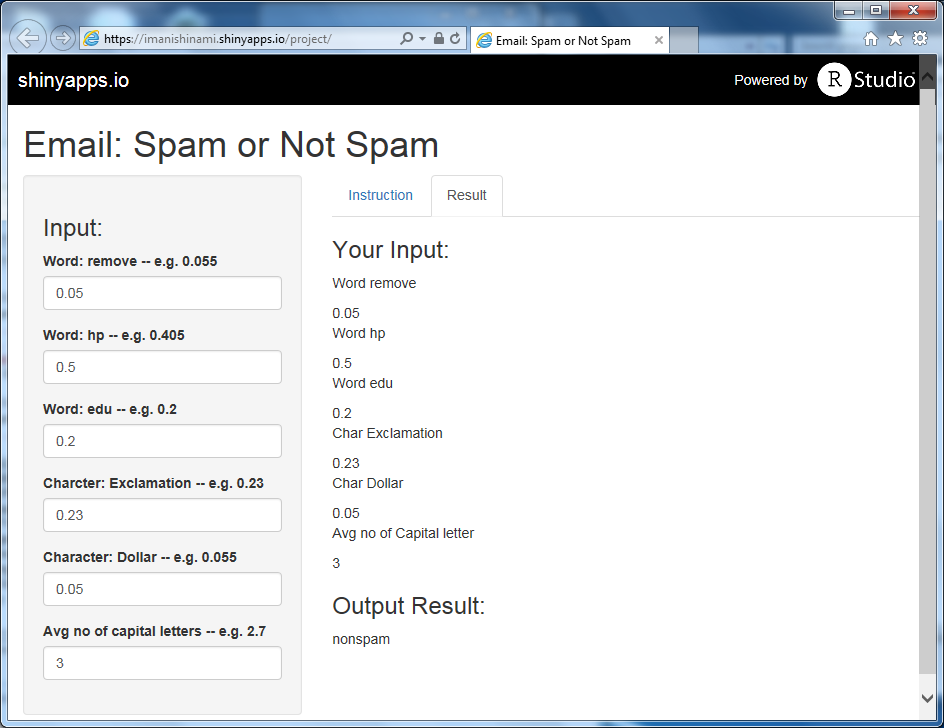 https://imanishinami.shinyapps.io/project/
Email: Spam or Not Spam
shinyapps.io
Powered by R Studio
Email: Spam or Not Spam
Input:
Word: remove -- e.g. 0.055
0.05
Word: hp -- e.g. 0.405
0.5
Word: edu -- e.g. 0.2
0.2
Charcter: Exclamation -- e.g. 0.23
0.23
Character: Dollar -- e.g. 0.055
0.05
Avg no of capital letters -- e.g. 2.7
3
Instruction
Result
Your Input:
Word remove
0.05
Word hp
0.5
Word edu
0.2
Char Exclamation
0.23
Char Dollar
0.05
Avg no of Capital letter
3
Output Result:
nonspam